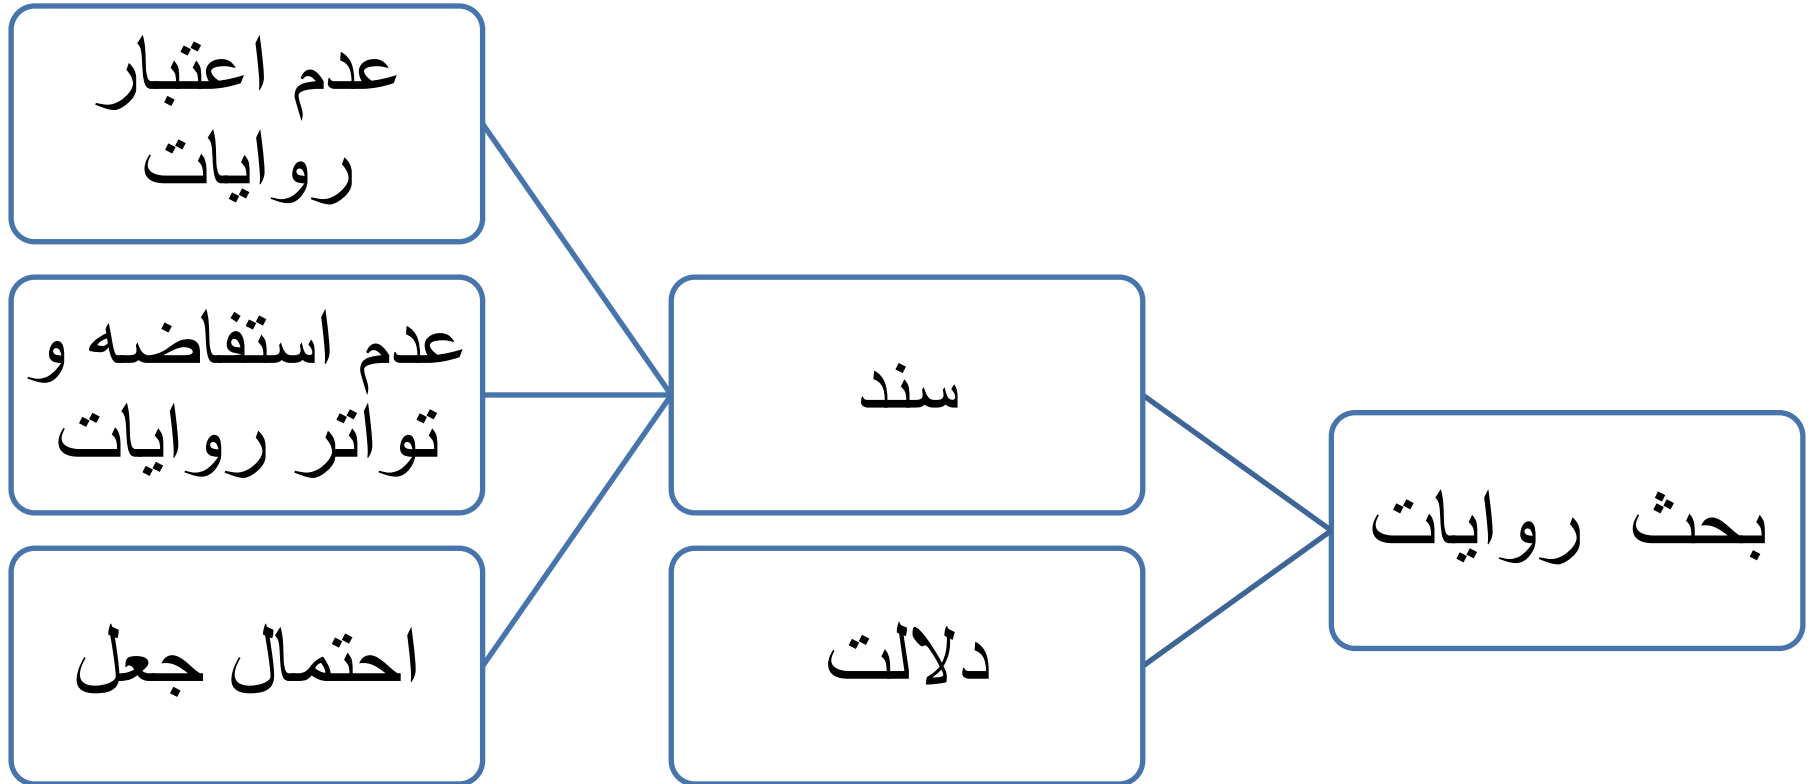 بحث روایات
سند
دلالت
عدم اعتبار
روایات
عدم استفاضه و
تواتر روایات
احتمال جعل